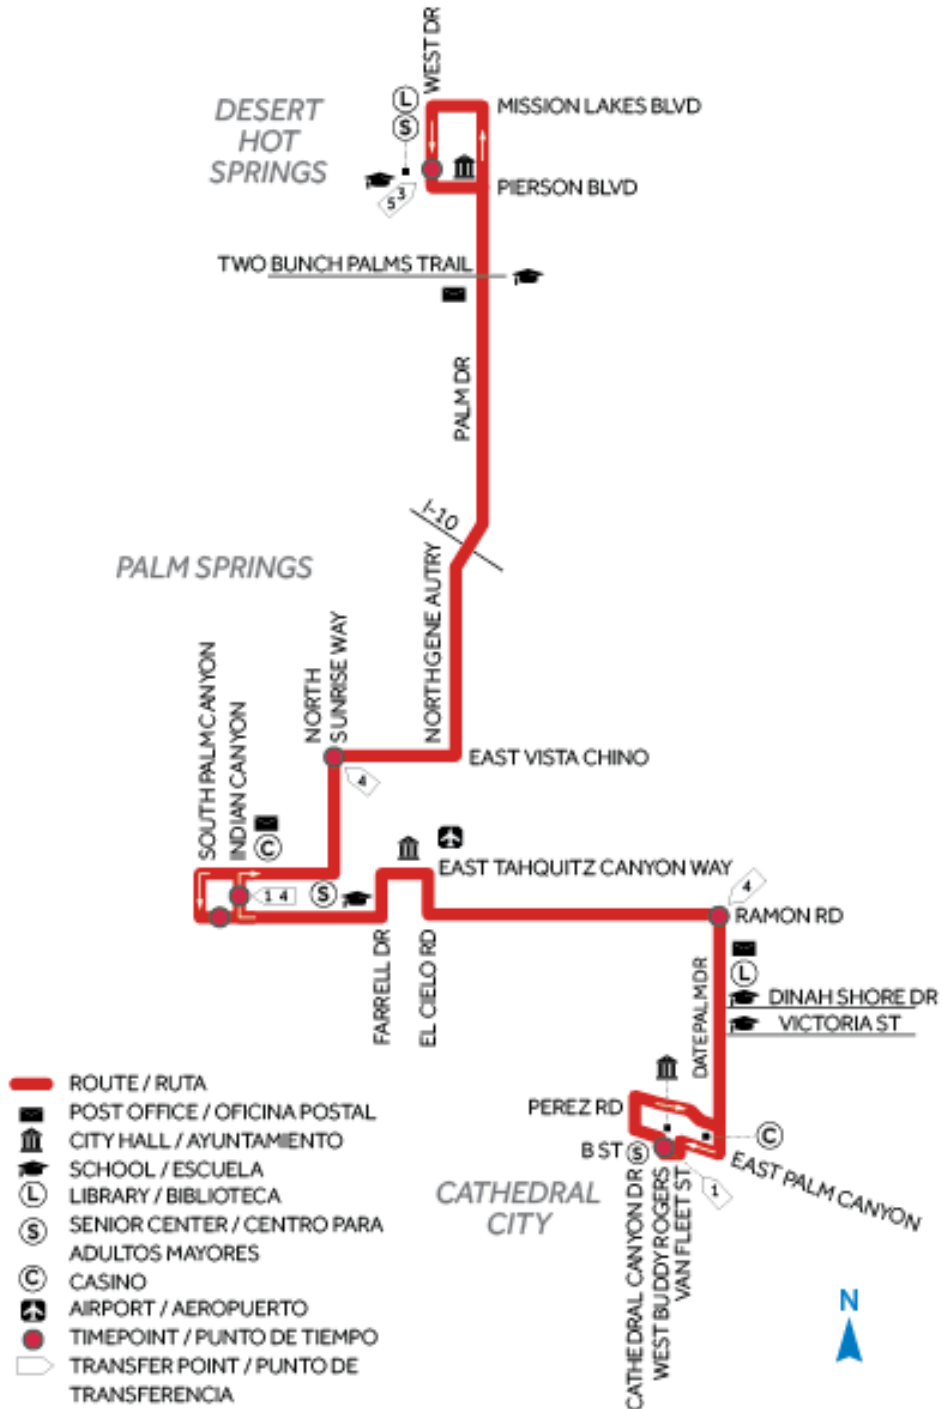 WEST DR
DESERT
HOT
SPRINGS
L
S
MISSION LAKES BLVD
5 3
PIERSON BLVD
TWO BUNCH PALMS TRAIL
PALM DR
I-10
PALM SPRINGS
NORTH GENE AUTRY
NORTH
SUNRISE WAY
SOUTH PALM CANYON
INDIAN CANYON
EAST VISTA CHINO
4
C
EAST TAHQUITZ CANYON WAY
1 4
S
4
RAMON RD
FARRELL DR
EL CIELO RD
L
DATE PALM DR
DINAH SHORE DR
VICTORIA ST
PEREZ RD
C
B ST
S
EAST PALM CANYON
1
CATHEDRAL
CITY
CATHEDRAL CANYON DR
WEST BUDDY ROGERS
VAN FLEET ST
N
ROUTE / RUTA
POST OFFICE / OFICINA POSTAL
CITY HALL / AYUNTAMIENTO
SCHOOL / ESCUELA
L LIBRARY / BIBLIOTECA
S SENIOR CENTER / CENTRO PARA
ADULTOS MAYORES
C CASINO
AIRPORT / AEROPUERTO
TIMEPOINT / PUNTO DE TIEMPO
TRANSFER POINT / PUNTO DE
TRANSFERENCIA